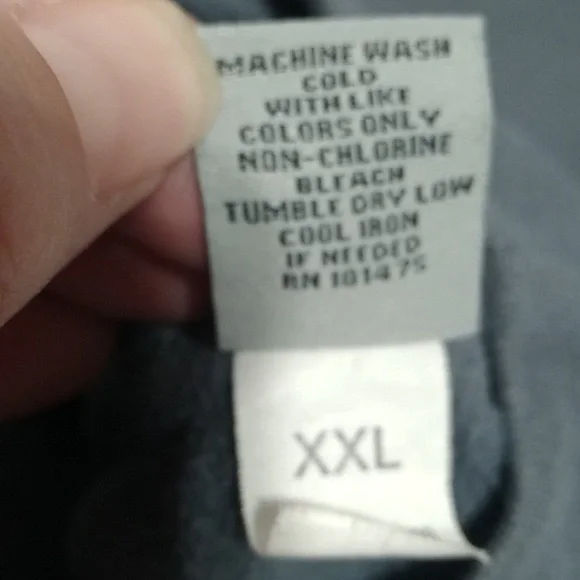 MACHINE WASH
COLD
WITH LIKE
COLORS ONLY
NON-CHLORINE
BLEACH
TUMBLE DRY LOW
COOL IRON
IF NEEDED
RN 101475
XXL